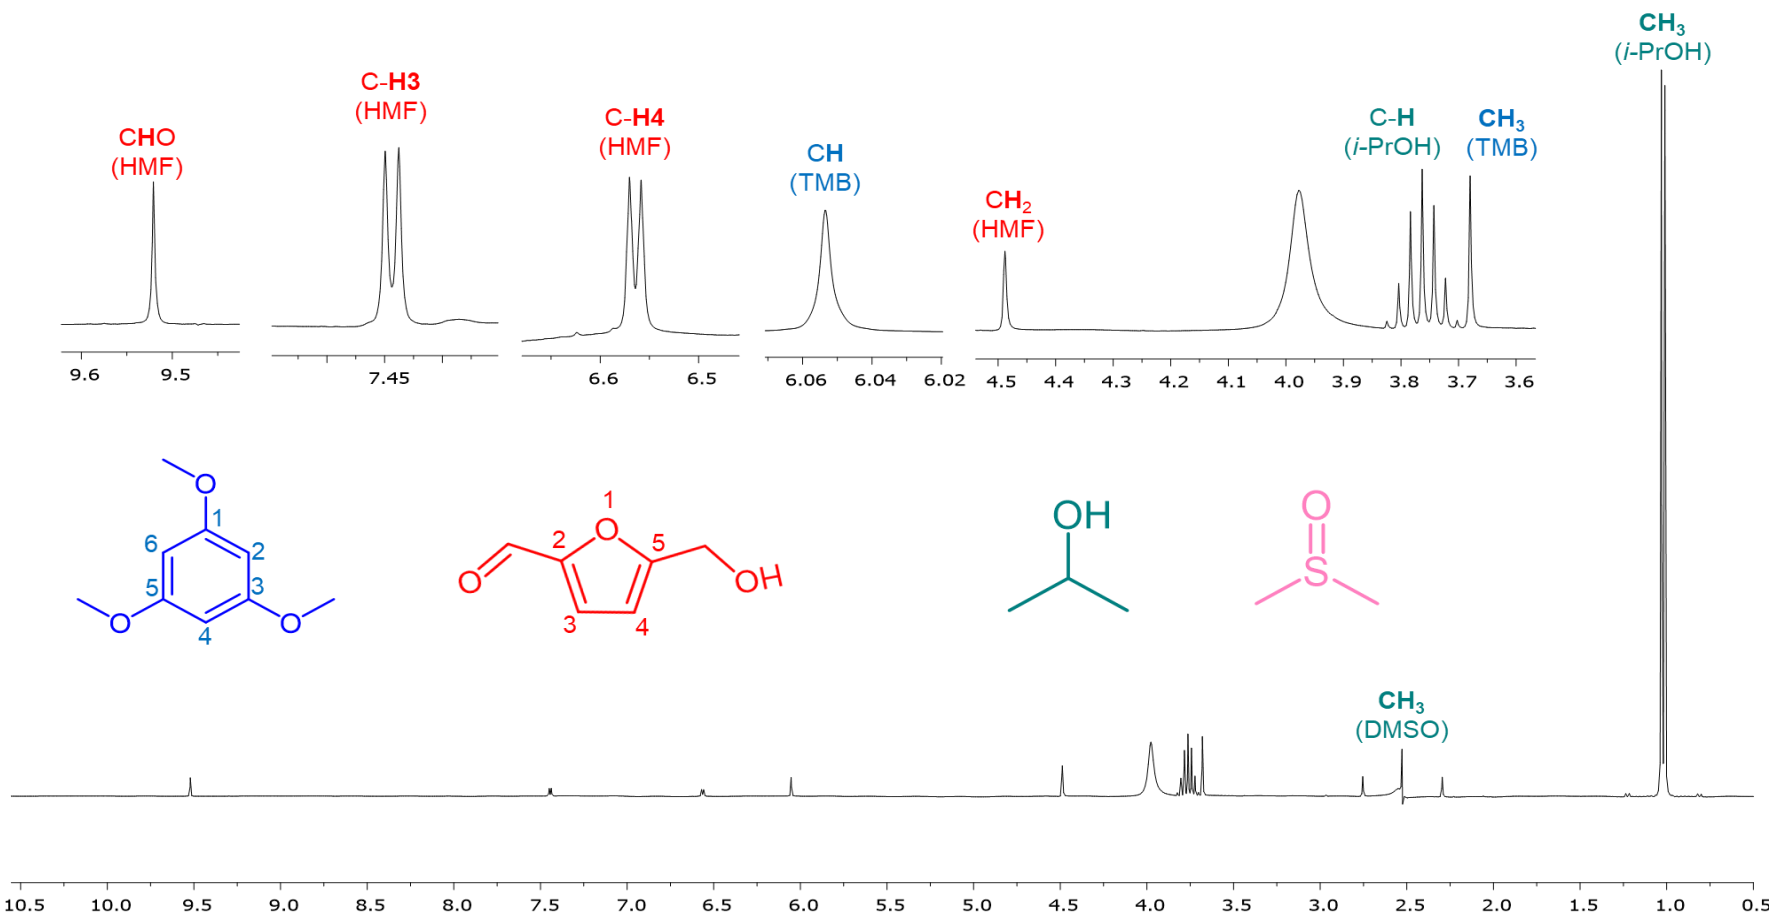 CH3
(i-PrOH)
C-H3
(HMF)
C-H4
(HMF)
C-H
(i-PrOH)
CH3
(TMB)
CHO
(HMF)
CH
(TMB)
CH2
(HMF)
9.6 9.5
7.45
6.6 6.5
6.06 6.04 6.02
4.5 4.4 4.3 4.2 4.1 4.0 3.9 3.8 3.7 3.6
O
1
6 2
5 3
O O
4
1
O
2 5
O OH
3 4
OH
O
S
CH3
(DMSO)
10.5 10.0 9.5 9.0 8.5 8.0 7.5 7.0 6.5 6.0 5.5 5.0 4.5 4.0 3.5 3.0 2.5 2.0 1.5 1.0 0.5